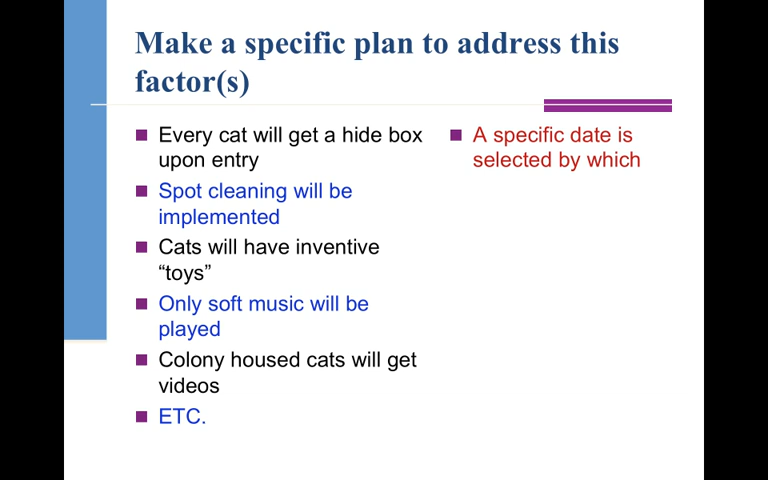 Make a specific plan to address this
factor(s)
Every cat will get a hide box
upon entry
Spot cleaning will be
implemented
Cats will have inventive
“toys”
Only soft music will be
played
Colony housed cats will get
videos
ETC.
A specific date is
selected by which